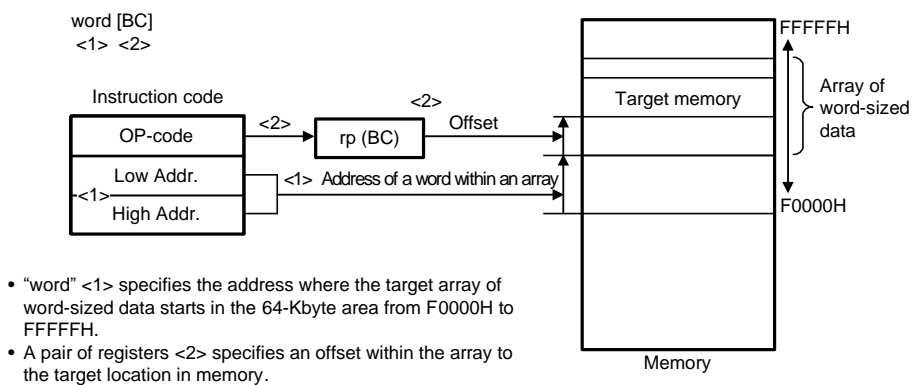 word [BC]
<1> <2>
Instruction code
OP-code
Low Addr.
<1>
High Addr.
<2>
rp (BC)
<2>
Offset
<1> Address of a word within an array
Target memory
FFFFFH
Array of
word-sized
data
F0000H
Memory
• “word” <1> specifies the address where the target array of
word-sized data starts in the 64-Kbyte area from F0000H to
FFFFFH.
• A pair of registers <2> specifies an offset within the array to
the target location in memory.